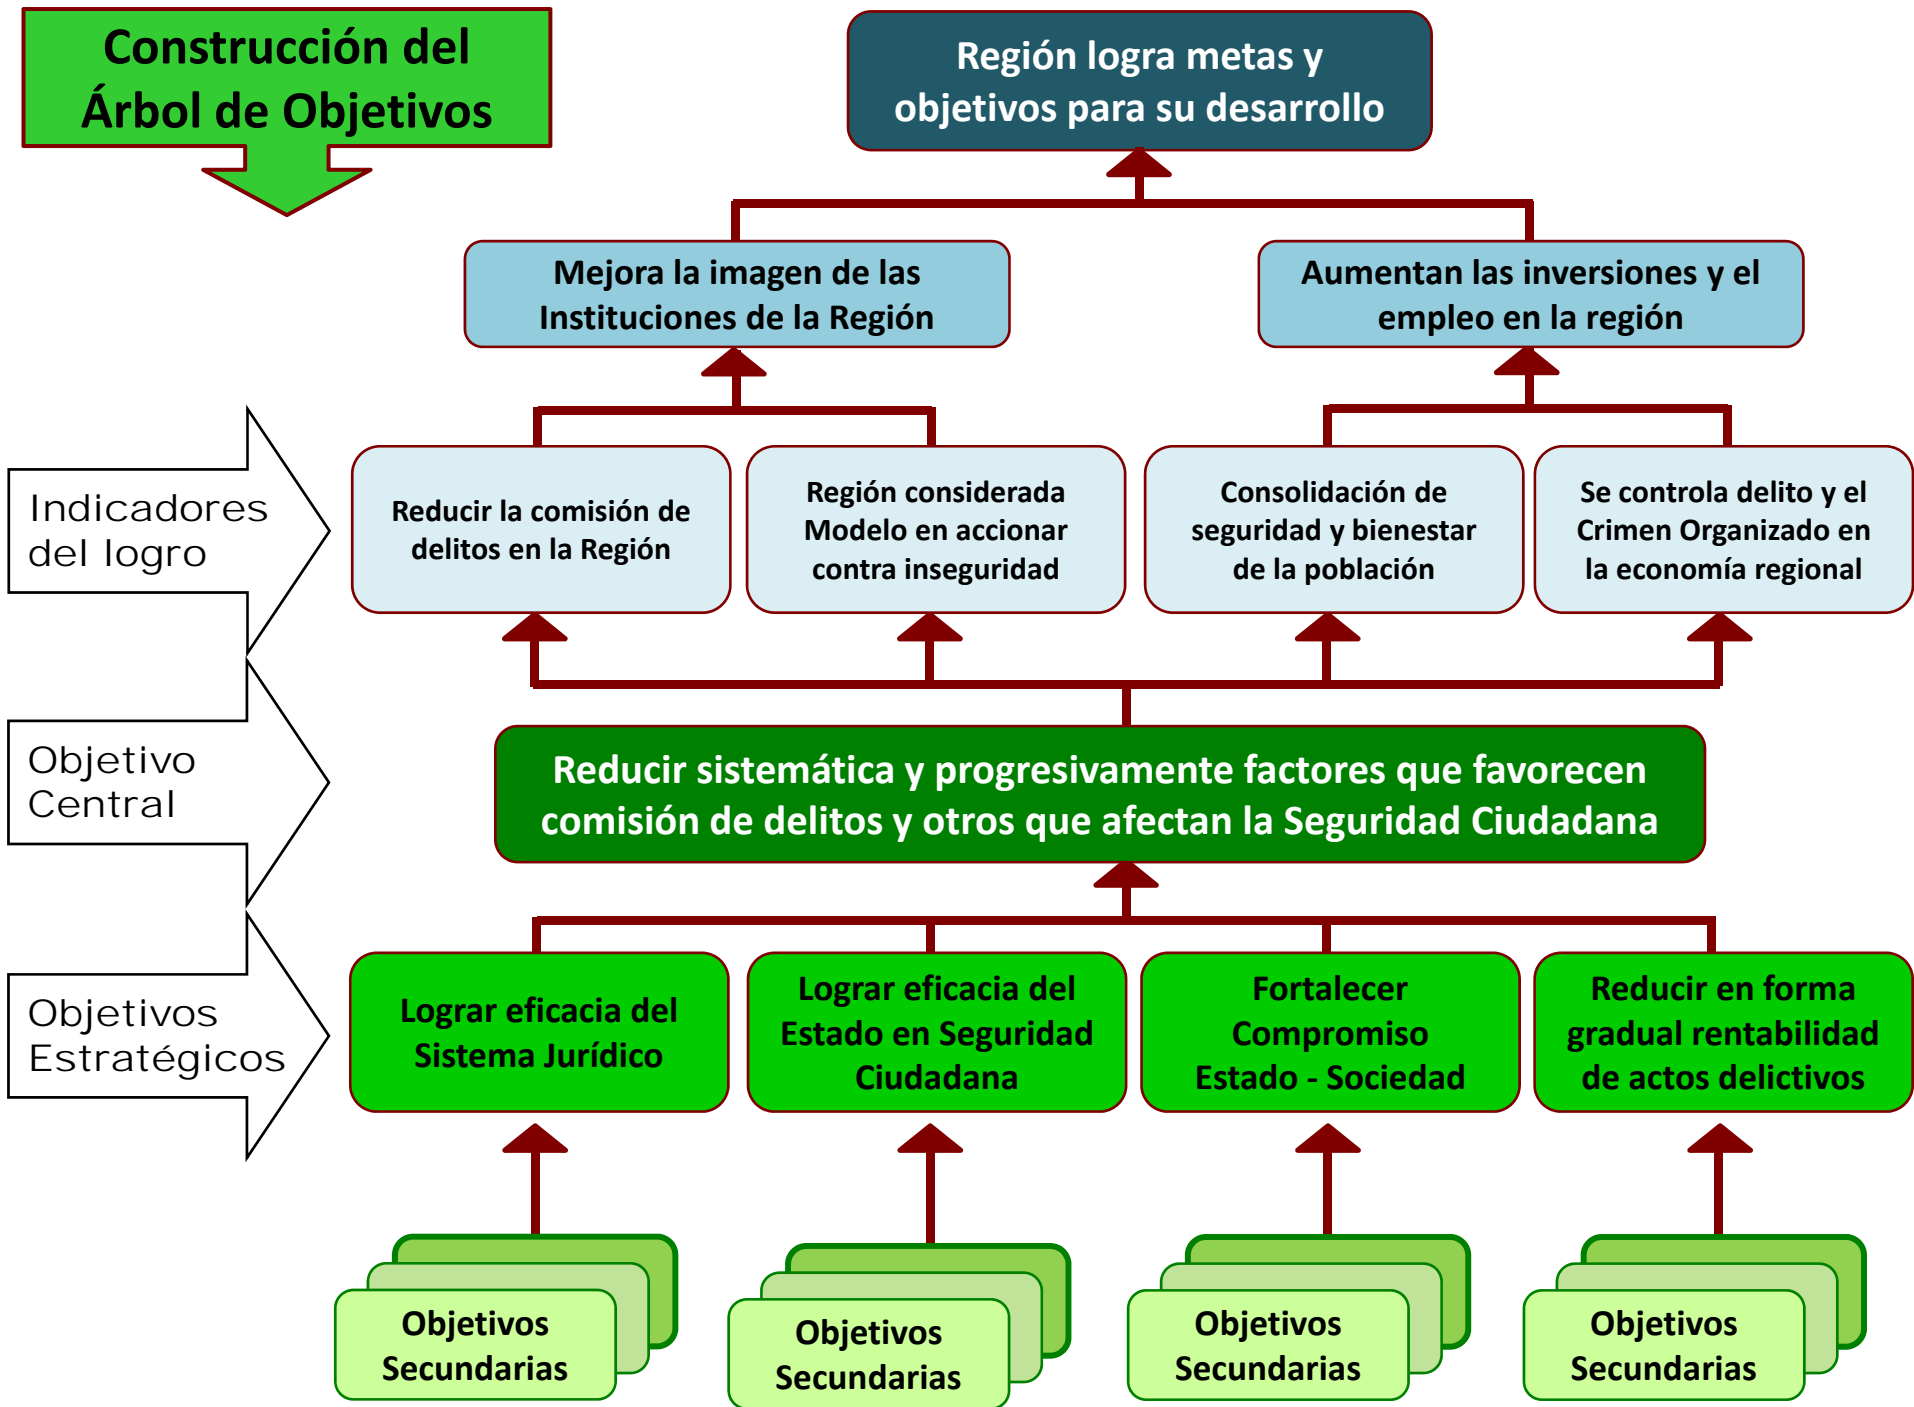 Construcción del
Árbol de Objetivos
Región logra metas y
objetivos para su desarrollo
Mejora la imagen de las
Instituciones de la Región
Aumentan las inversiones y el
empleo en la región
Indicadores
del logro
Reducir la comisión de
delitos en la Región
Región considerada
Modelo en accionar
contra inseguridad
Consolidación de
seguridad y bienestar
de la población
Se controla delito y el
Crimen Organizado en
la economía regional
Objetivo
Central
Reducir sistemática y progresivamente factores que favorecen
comisión de delitos y otros que afectan la Seguridad Ciudadana
Objetivos
Estratégicos
Lograr eficacia del
Sistema Jurídico
Lograr eficacia del
Estado en Seguridad
Ciudadana
Fortalecer
Compromiso
Estado - Sociedad
Reducir en forma
gradual rentabilidad
de actos delictivos
Objetivos
Secundarias
Objetivos
Secundarias
Objetivos
Secundarias
Objetivos
Secundarias